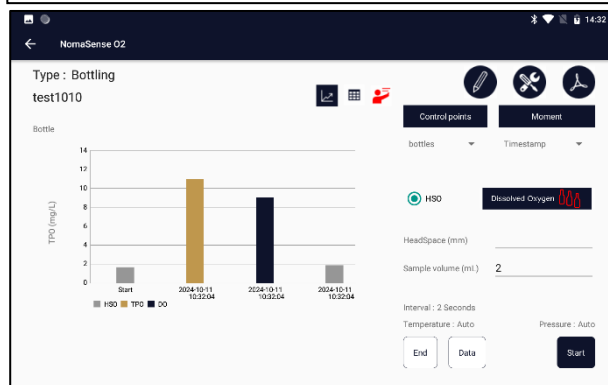 14:32
NomaSense O2
Type : Bottling
test1010
Control points
Moment
Bottle
bottles
Timestamp
14
12
10
8
6
4
2
0
TPO (mg/L)
Start
2024-10-11
10:32:04
2024-10-11
10:32:04
2024-10-11
10:32:04
HSO TPO DO
HSO
Dissolved Oxygen
HeadSpace (mm)
Sample volume (mL)
2
Interval : 2 Seconds
Temperature : Auto
Pressure : Auto
End
Data
Start